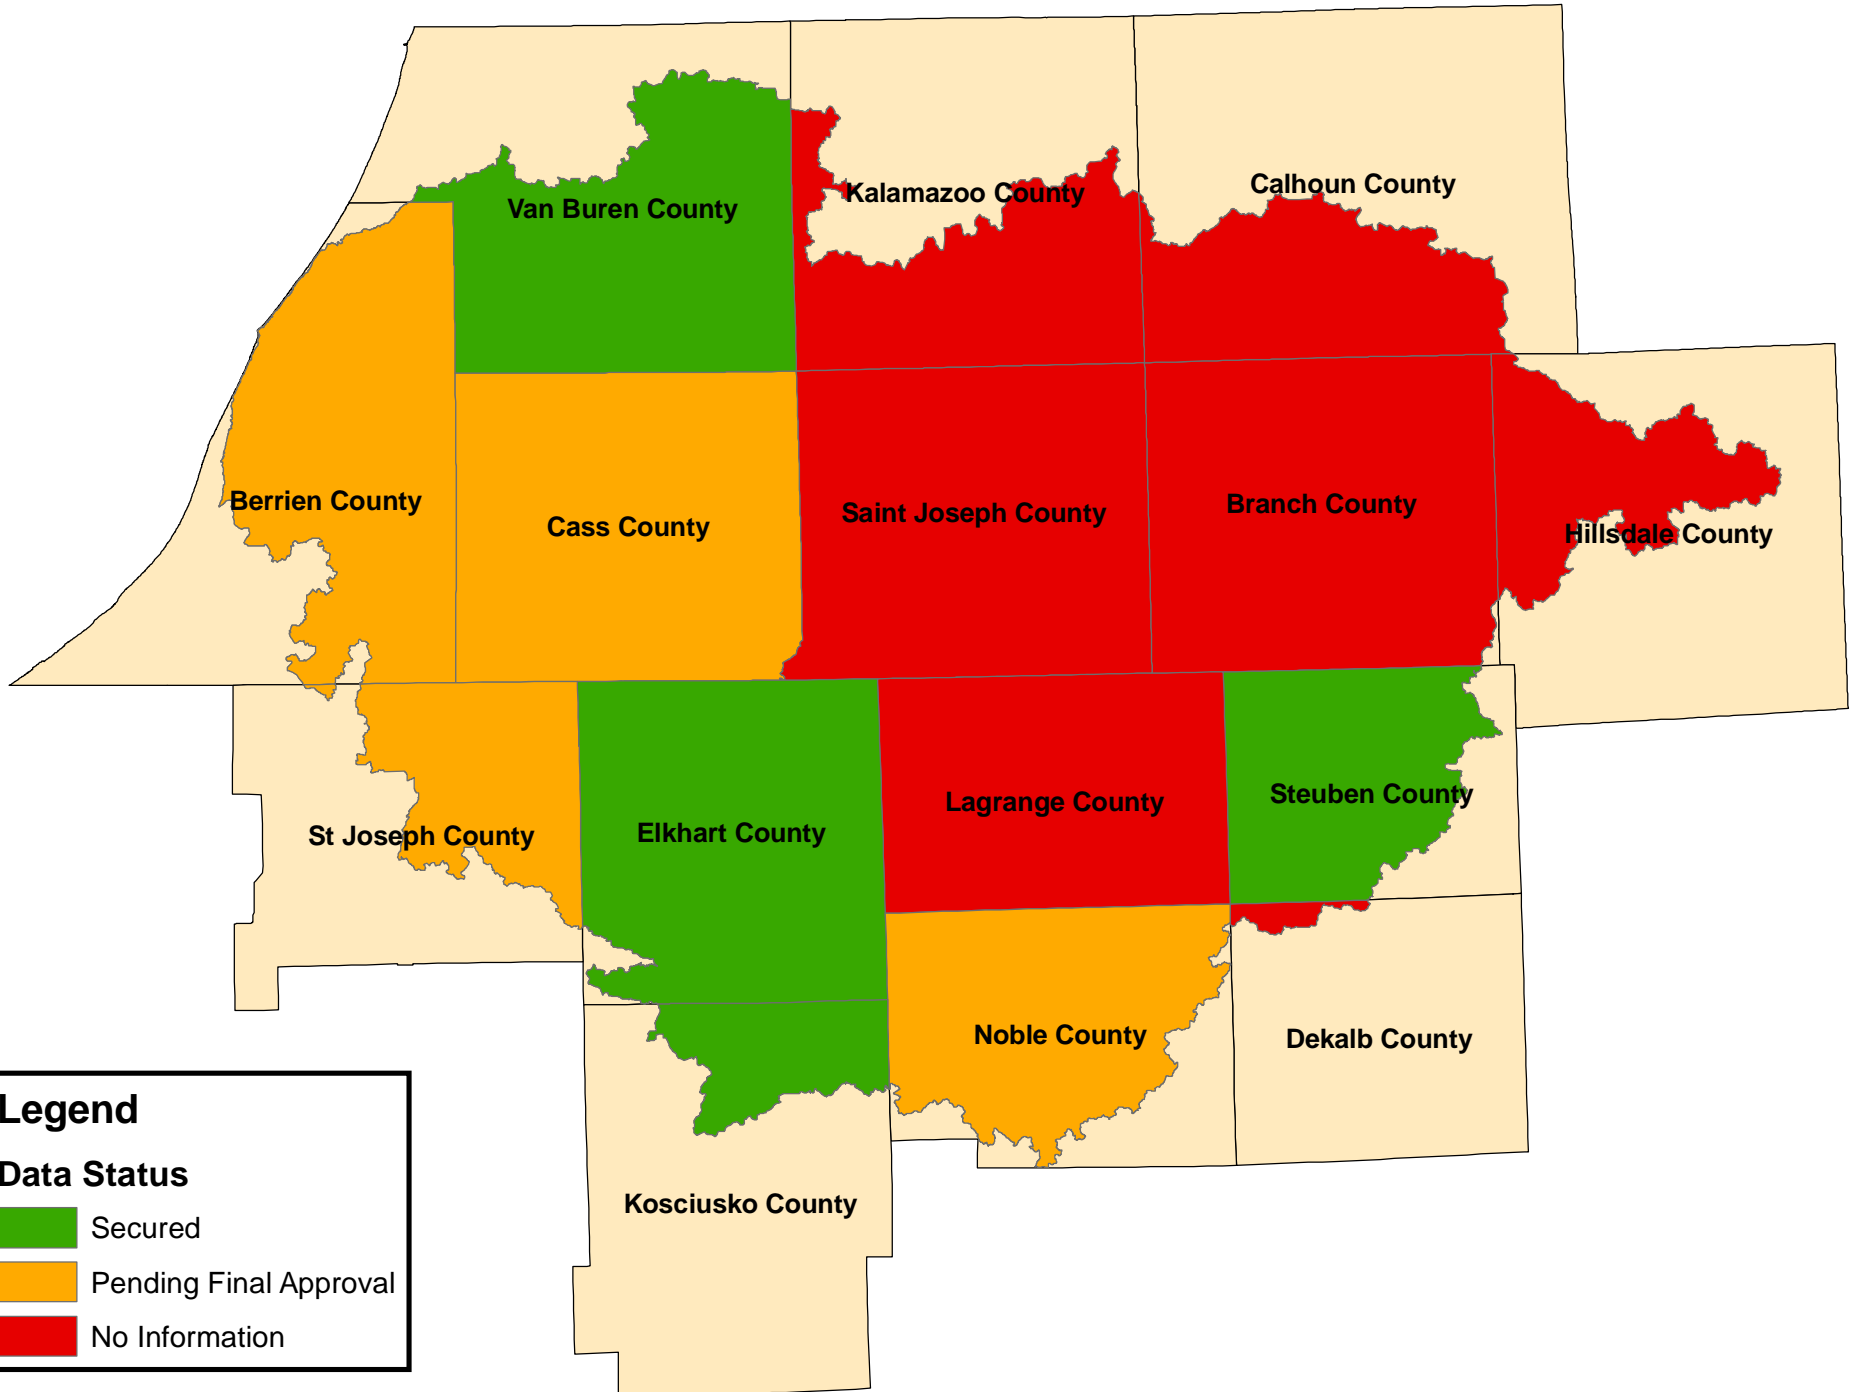 Calhoun County
Kalamazoo County
Van Buren County
Berrien County
Cass County
Saint Joseph County
Branch County
Hillsdale County
St Joseph County
Elkhart County
Lagrange County
Steuben County
Noble County
Dekalb County
Kosciusko County
Legend
Data Status
Secured
Pending Final Approval
No Information